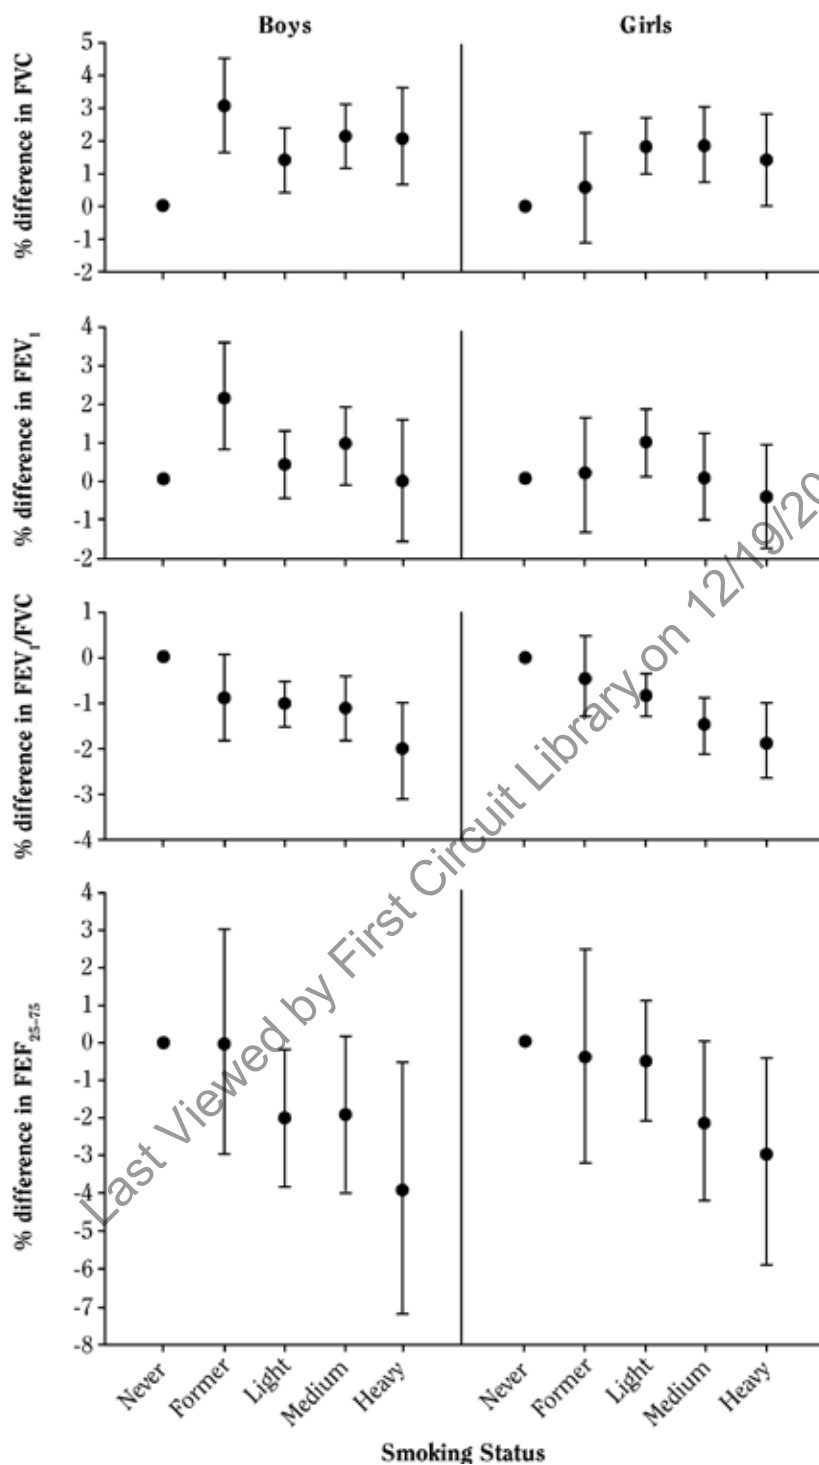 Boys
Girls
% difference in FVC
5
4
3
2
1
0
-1
-2
% difference in FEV1
4
3
2
1
0
-1
-2
% difference in FEV1/FVC
1
0
-1
-2
-3
-4
% difference in FEF25-75
4
3
2
1
0
-1
-2
-3
-4
-5
-6
-7
-8
Never
Former
Light
Medium
Heavy
Never
Former
Light
Medium
Heavy
Smoking Status
Last Viewed by First Circuit Library on 12/19/20